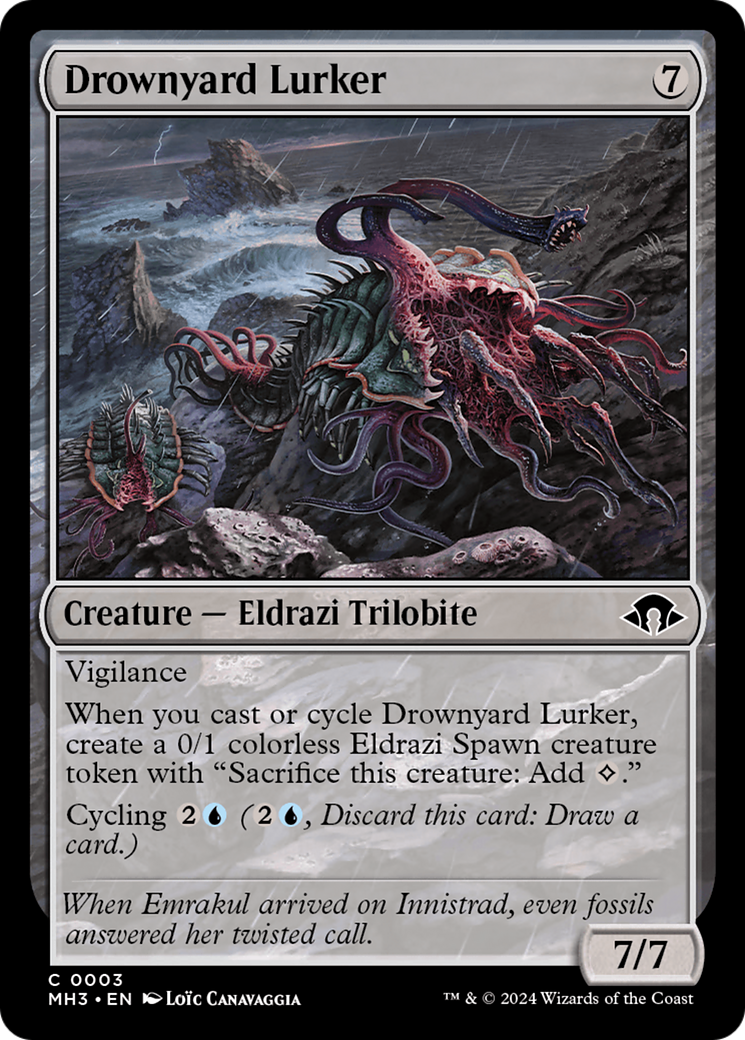 Drownyard Lurker 7
Creature — Eldrazi Trilobite
Vigilance
When you cast or cycle Drownyard Lurker,
create a 0/1 colorless Eldrazi Spawn creature
token with “Sacrifice this creature: Add .”
Cycling 2 (2, Discard this card: Draw a
card.)
When Emrakul arrived on Innistrad, even fossils
answered her twisted call.
7/7
C 0003
MH3 • EN Loïc Canavaggia
™ & © 2024 Wizards of the Coast